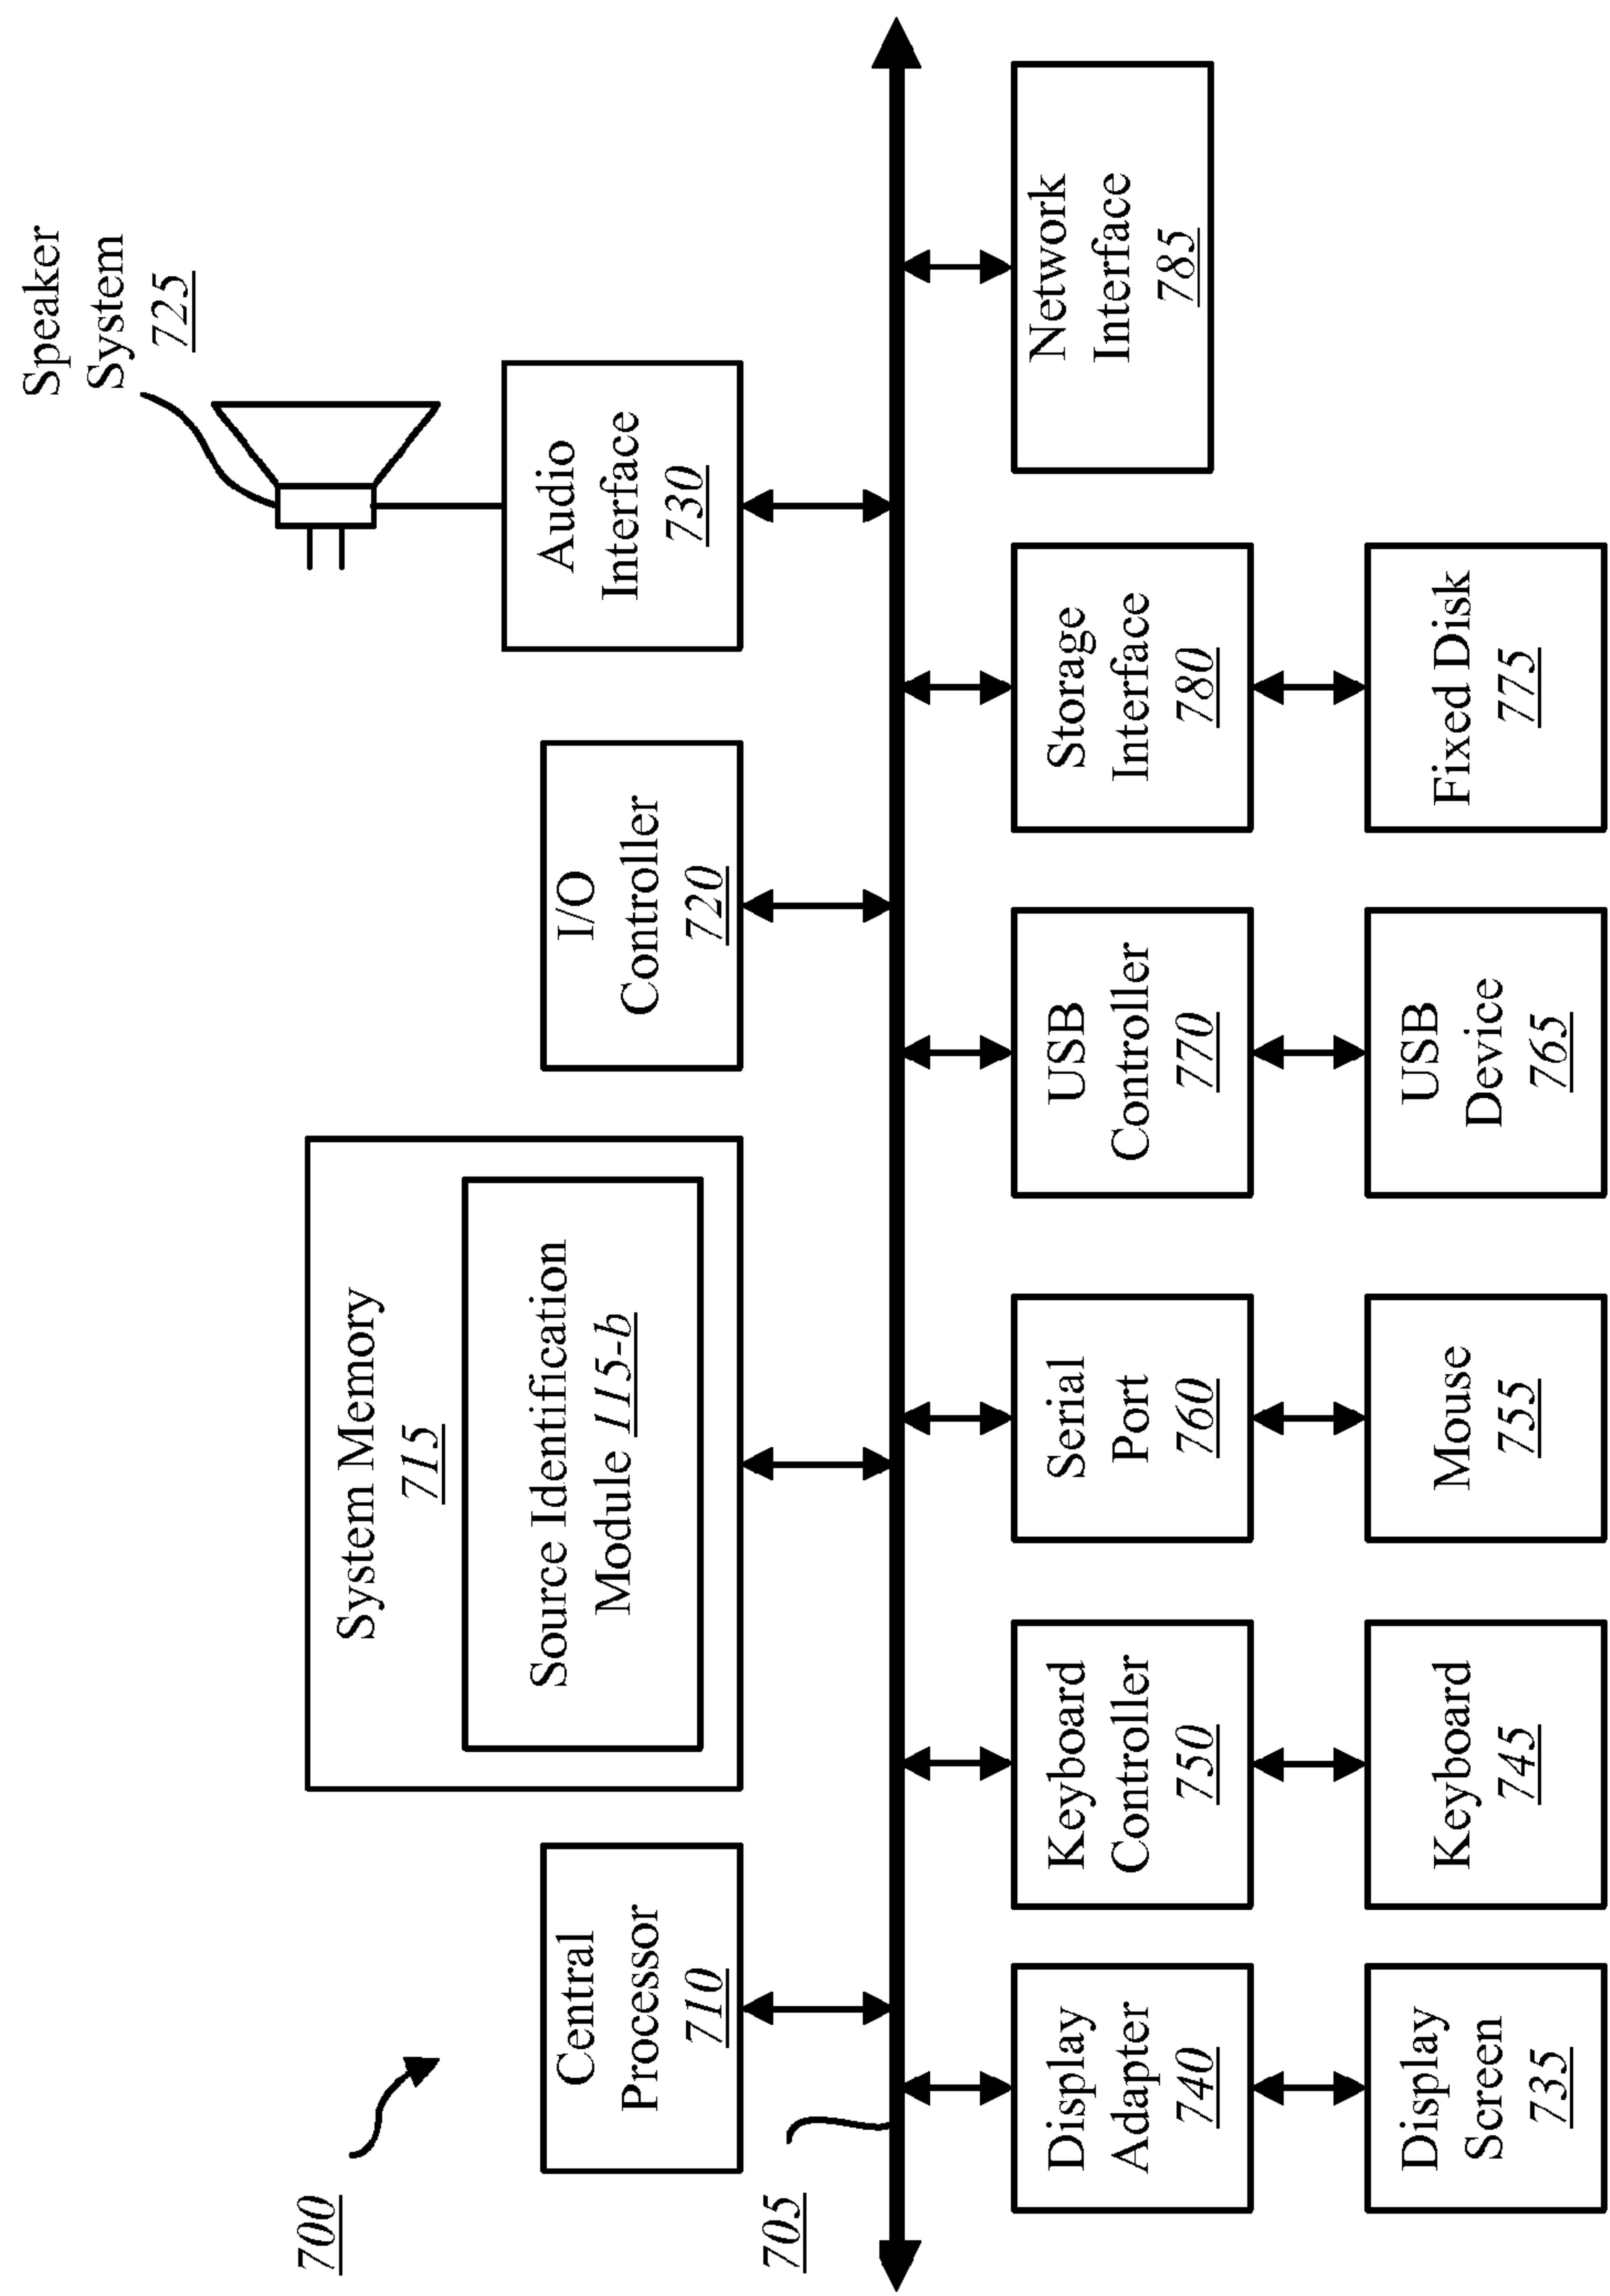 700
Speaker
System
725
System Memory
715
Source Identification
Module 115-b
Central
Processor
710
I/O
Controller
720
Audio
Interface
730
705
Display
Adapter
740
Keyboard
Controller
750
Serial
Port
760
USB
Controller
770
Storage
Interface
780
Network
Interface
785
Display
Screen
735
Keyboard
745
Mouse
755
USB
Device
765
Fixed Disk
775